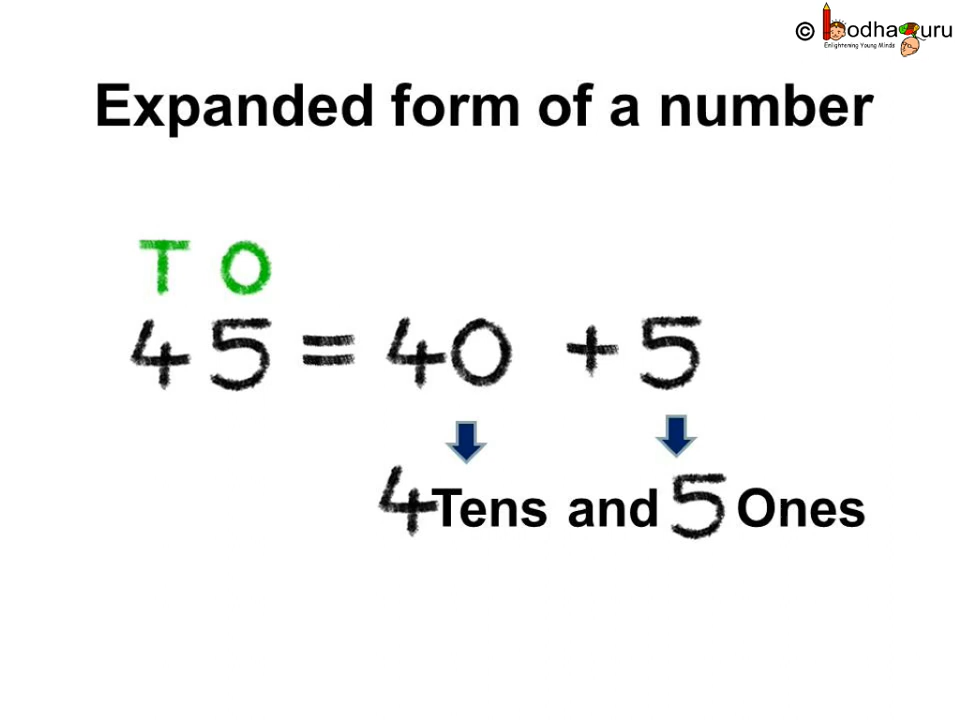 © Bodhaguru
Enlightening Young Minds
Expanded form of a number
T O
45 = 40 + 5
4 Tens and 5 Ones